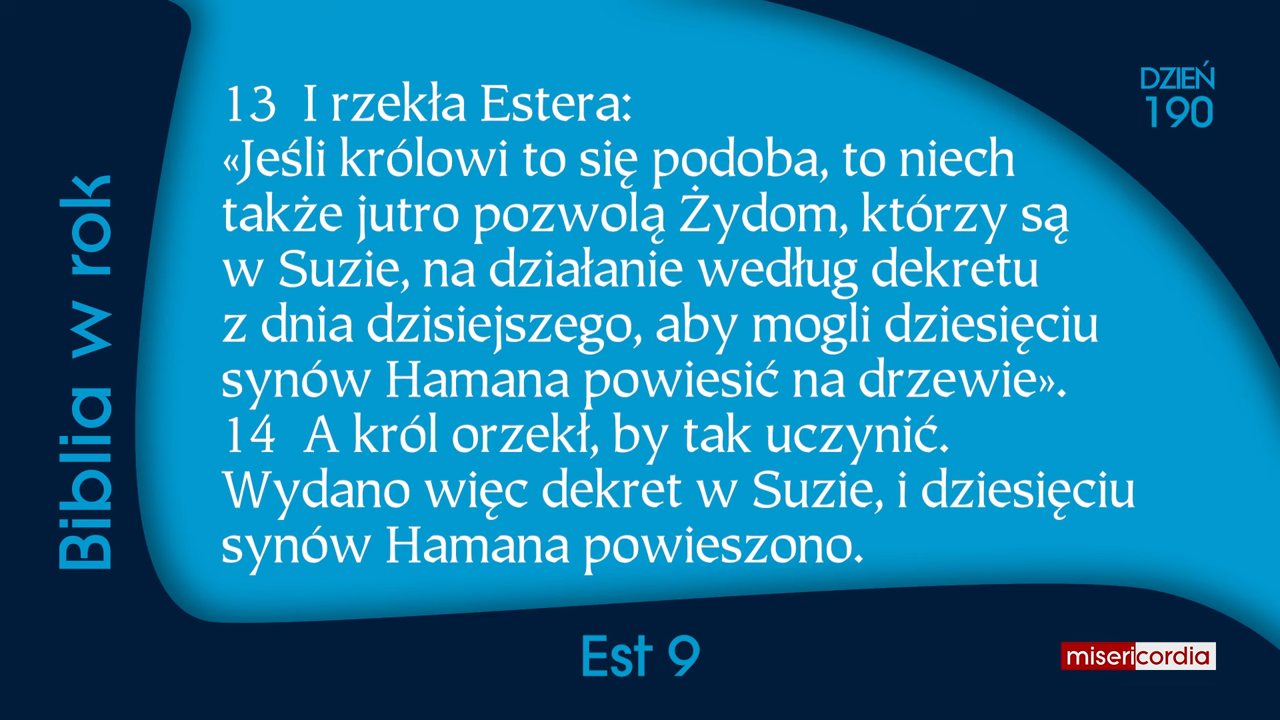 DZIEŃ
190
Biblia w rok
13 I rzekła Estera:
«Jeśli królowi to się podoba, to niech
także jutro pozwolą Żydom, którzy są
w Suzie, na działanie według dekretu
z dnia dzisiejszego, aby mogli dziesięciu
synów Hamana powiesić na drzewie».
14 A król orzekł, by tak uczynić.
Wydano więc dekret w Suzie, i dziesięciu
synów Hamana powieszono.
Est 9
misericordia